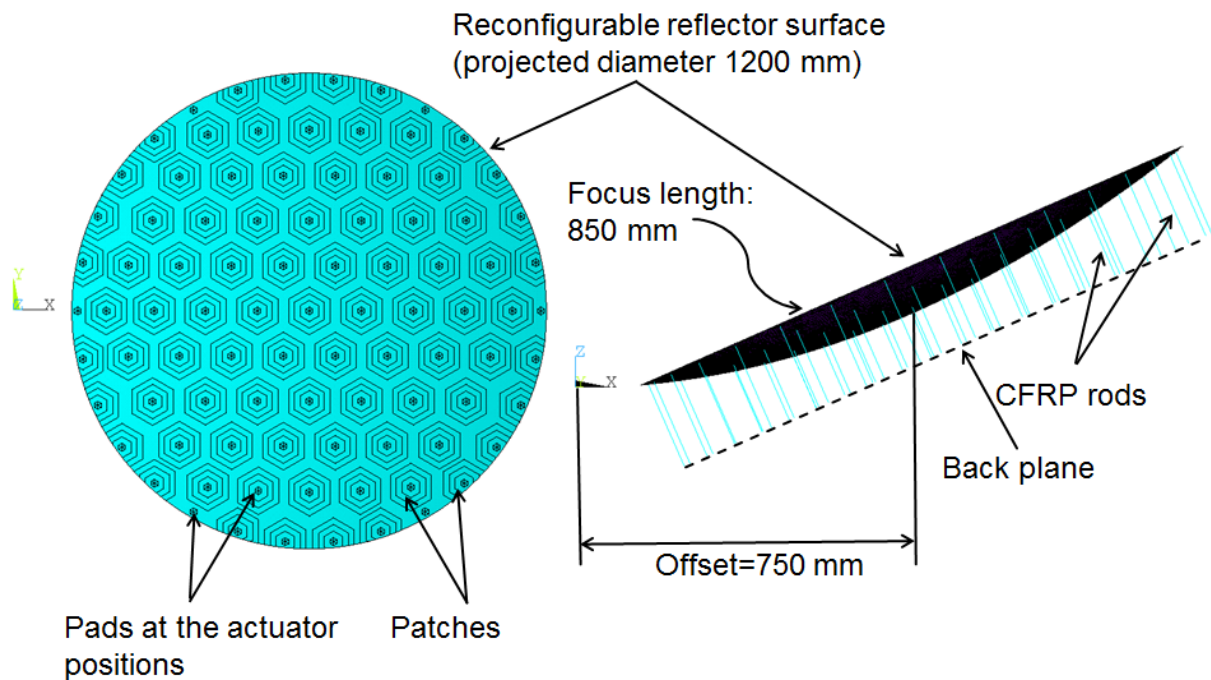 Reconfigurable reflector surface
(projected diameter 1200 mm)
Focus length:
850 mm
Y
Z
X
Z
Y
X
CFRP rods
Back plane
Offset=750 mm
Pads at the actuator
positions
Patches